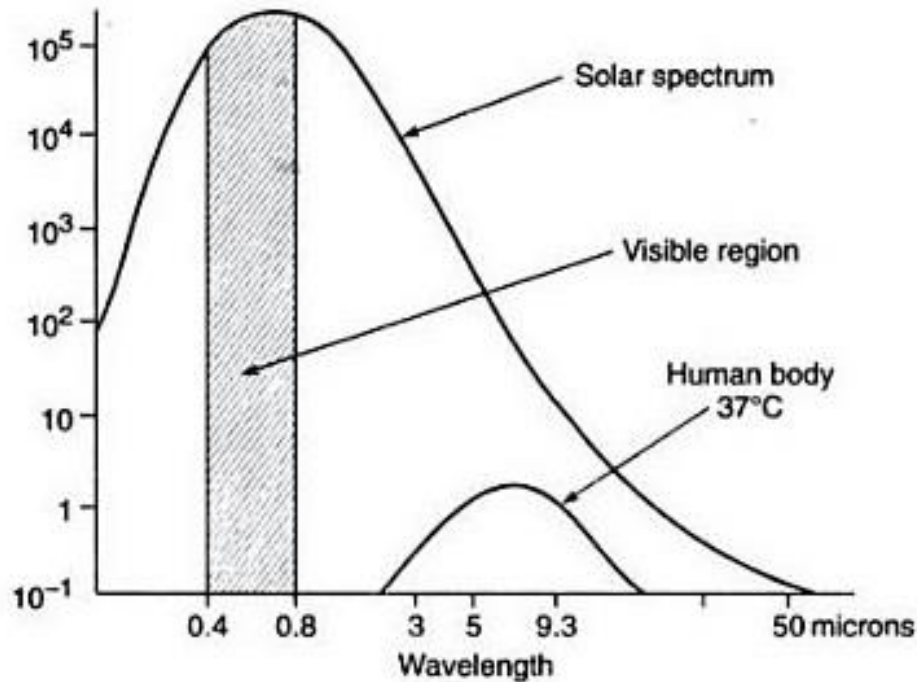 10⁵
Solar spectrum
10⁴
10³
Visible region
10²
Human body
37°C
10
1
10⁻¹
0.4 0.8 3 5 9.3 50 microns
Wavelength